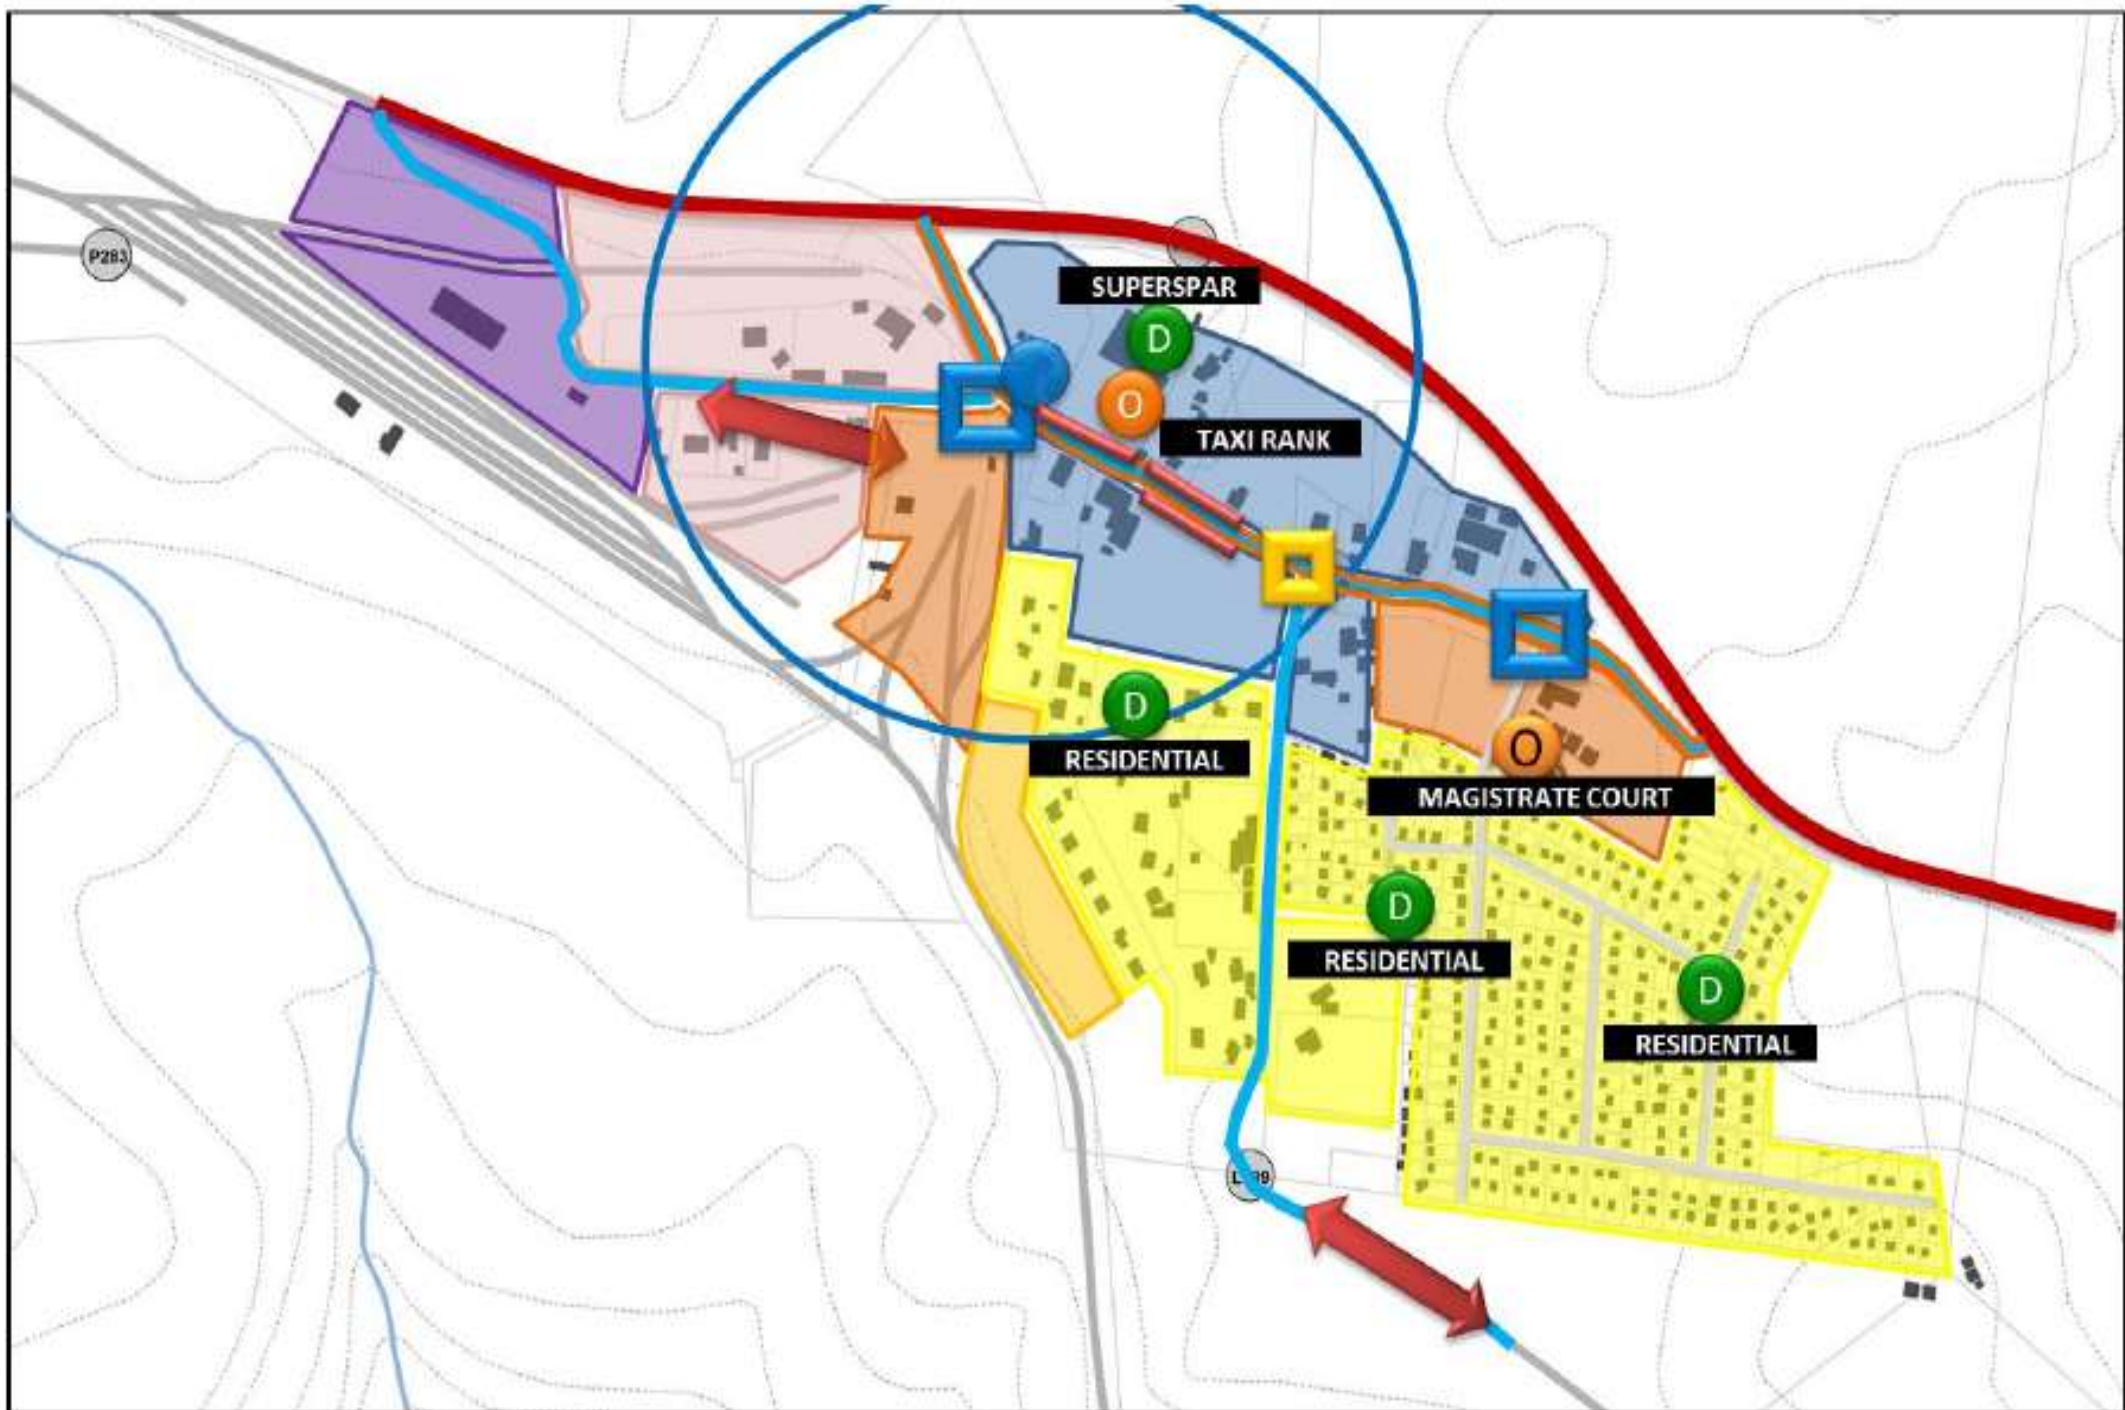 P283
SUPERSPAR
D
O
TAXI RANK
D
RESIDENTIAL
O
MAGISTRATE COURT
D
RESIDENTIAL
D
RESIDENTIAL